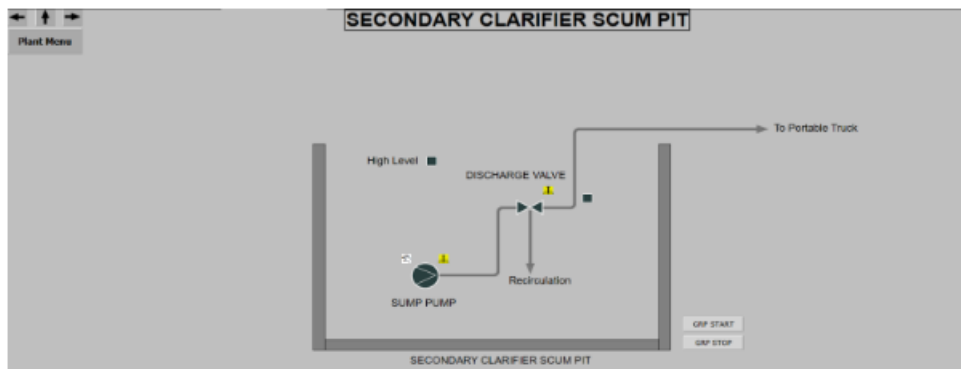 SECONDARY CLARIFIER SCUM PIT
Plant Menu
To Portable Truck
High Level
DISCHARGE VALVE
Recirculation
SUMP PUMP
GRP START
GRP STOP
SECONDARY CLARIFIER SCUM PIT